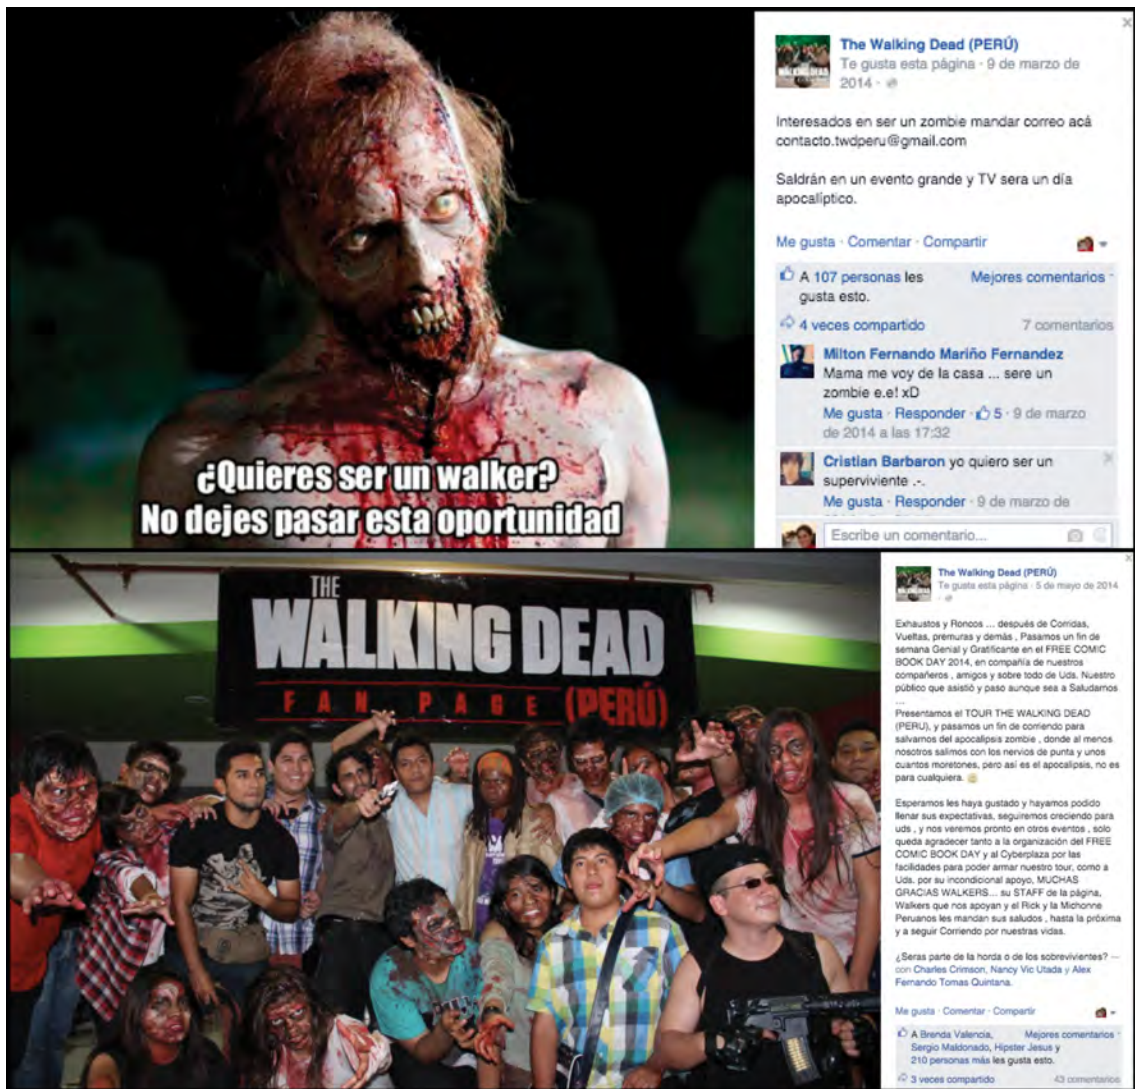 ¿Quieres ser un walker?
No dejes pasar esta oportunidad
The Walking Dead (PERÚ)
Te gusta esta página · 9 de marzo de
2014 ·
Interesados en ser un zombie mandar correo acá
contacto.twdperu@gmail.com
Saldrán en un evento grande y TV sera un día
apocalíptico.
Me gusta · Comentar · Compartir
A 107 personas les
gusta esto.
Mejores comentarios
4 veces compartido
7 comentarios
Milton Fernando Mariño Fernandez
Mama me voy de la casa ... sere un
zombie e.e! xD
Me gusta · Responder · 5 · 9 de marzo
de 2014 a las 17:32
Cristian Barbaron yo quiero ser un
superviviente .-.
Me gusta · Responder · 9 de marzo de
Escribe un comentario...
THE
WALKING DEAD
FAN PAGE (PERÚ)
The Walking Dead (PERÚ)
Te gusta esta página · 5 de mayo de 2014
Exhaustos y Roncos ... después de Corridas,
Vueltas, premuras y demás , Pasamos un fin de
semana Genial y Gratificante en el FREE COMIC
BOOK DAY 2014, en compañía de nuestros
compañeros , amigos y sobre todo de Uds. Nuestro
público que asistió y paso aunque sea a Saludarnos
...
Presentamos el TOUR THE WALKING DEAD
(PERU), y pasamos un fin de corriendo para
salvarnos del apocalipsis zombie , donde al menos
nosotros salimos con los nervios de punta y unos
cuantos moretones, pero así es el apocalipsis, no es
para cualquiera.
Esperamos les haya gustado y hayamos podido
llenar sus expectativas, seguiremos creciendo para
uds , y nos veremos pronto en otros eventos , solo
queda agradecer tanto a la organización del FREE
COMIC BOOK DAY y al Cyberplaza por las
facilidades para poder armar nuestro tour, como a
Uds. por su incondicional apoyo, MUCHAS
GRACIAS WALKERS... su STAFF de la página,
Walkers que nos apoyan y el Rick y la Michonne
Peruanos les mandan sus saludos , hasta la próxima
y a seguir Corriendo por nuestras vidas.
¿Seras parte de la horda o de los sobrevivientes? —
con Charles Crimson, Nancy Vic Utada y Alex
Fernando Tomas Quintana.
Me gusta · Comentar · Compartir
A Brenda Valencia,
Sergio Maldonado, Hipster Jesus y
210 personas más les gusta esto.
Mejores comentarios
3 veces compartido
43 comentarios